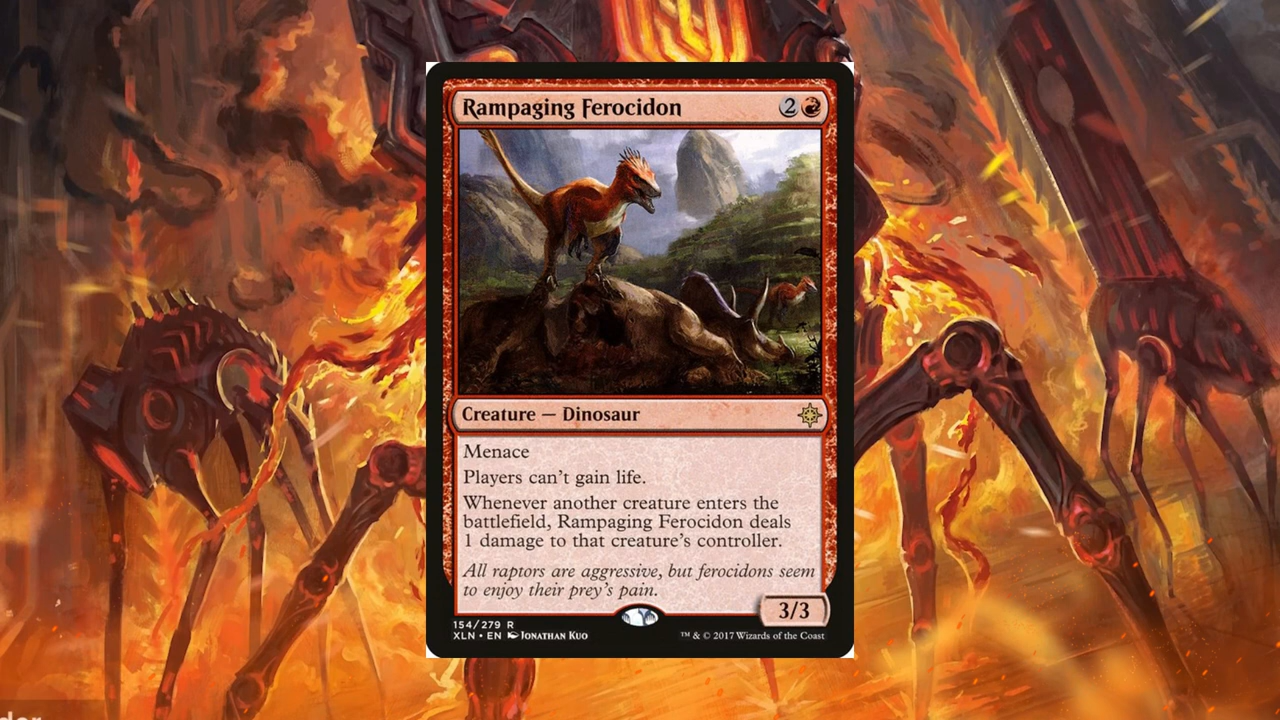 Rampaging Ferocidon 2
Creature — Dinosaur
Menace
Players can't gain life.
Whenever another creature enters the
battlefield, Rampaging Ferocidon deals
1 damage to that creature's controller.
All raptors are aggressive, but ferocidons seem
to enjoy their prey's pain.
3/3
154/279 R
XLN • EN Jonathan Kuo
™ & © 2017 Wizards of the Coast